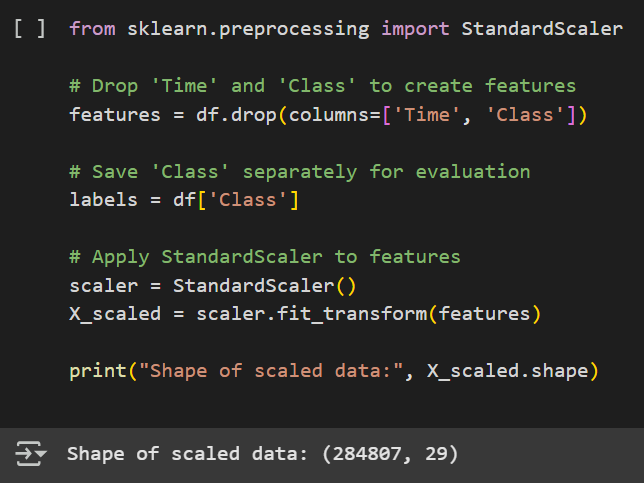 [ ] from sklearn.preprocessing import StandardScaler
# Drop 'Time' and 'Class' to create features
features = df.drop(columns=['Time', 'Class'])
# Save 'Class' separately for evaluation
labels = df['Class']
# Apply StandardScaler to features
scaler = StandardScaler()
X_scaled = scaler.fit_transform(features)
print("Shape of scaled data:", X_scaled.shape)
Shape of scaled data: (284807, 29)